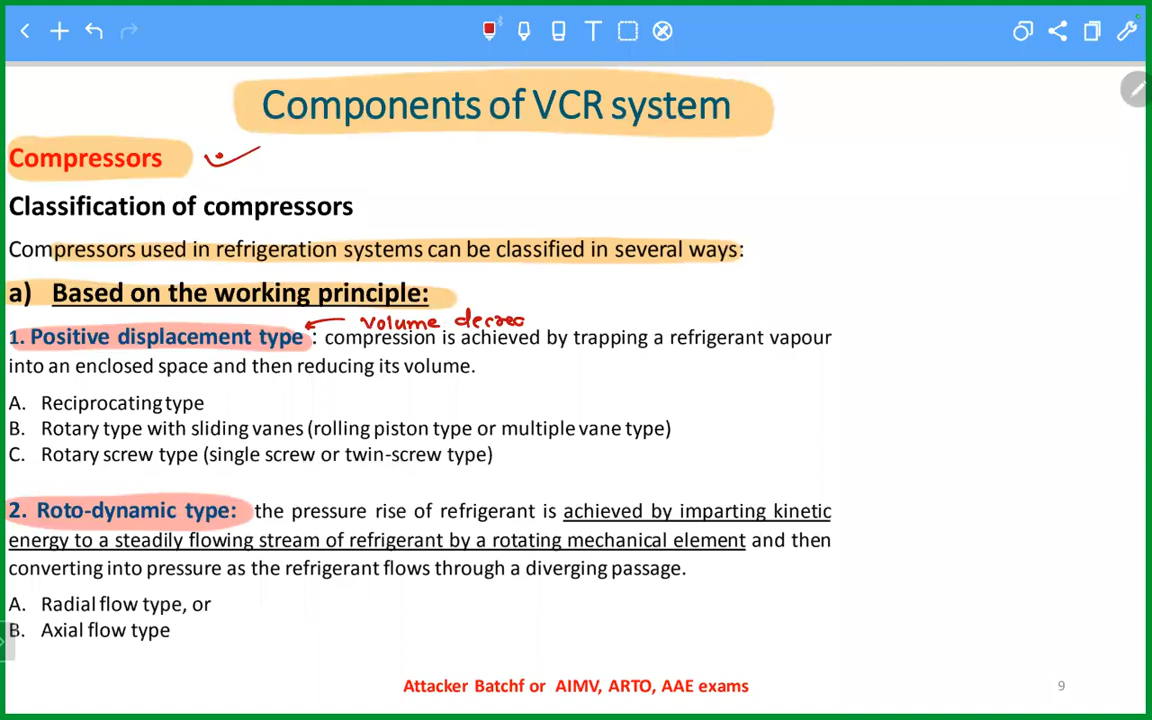 Components of VCR system
Compressors
Classification of compressors
Compressors used in refrigeration systems can be classified in several ways:
a) Based on the working principle:
volume decrea
1. Positive displacement type : compression is achieved by trapping a refrigerant vapour
into an enclosed space and then reducing its volume.
A. Reciprocating type
B. Rotary type with sliding vanes (rolling piston type or multiple vane type)
C. Rotary screw type (single screw or twin-screw type)
2. Roto-dynamic type: the pressure rise of refrigerant is achieved by imparting kinetic
energy to a steadily flowing stream of refrigerant by a rotating mechanical element and then
converting into pressure as the refrigerant flows through a diverging passage.
A. Radial flow type, or
B. Axial flow type
Attacker Batchf or AIMV, ARTO, AAE exams
9